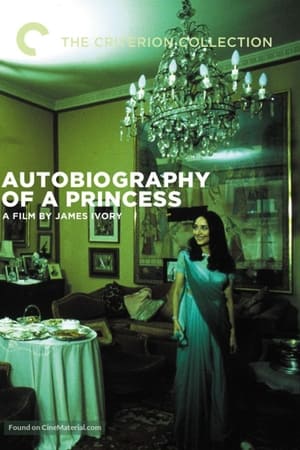 THE CRITERION COLLECTION
AUTOBIOGRAPHY
OF A PRINCESS
A FILM BY JAMES IVORY
Found on CineMaterial.com